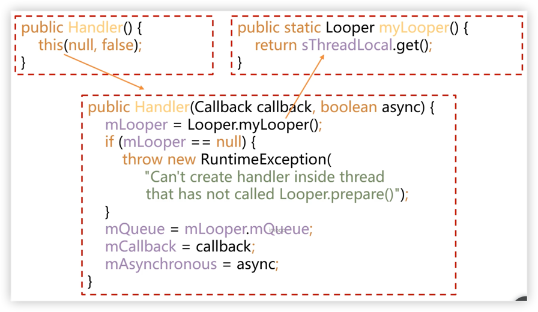 public Handler() {
this(null, false);
}
public static Looper myLooper() {
return sThreadLocal.get();
}
public Handler(Callback callback, boolean async) {
mLooper = Looper.myLooper();
if (mLooper == null) {
throw new RuntimeException(
"Can't create handler inside thread
that has not called Looper.prepare()");
}
mQueue = mLooper.mQueue;
mCallback = callback;
mAsynchronous = async;
}